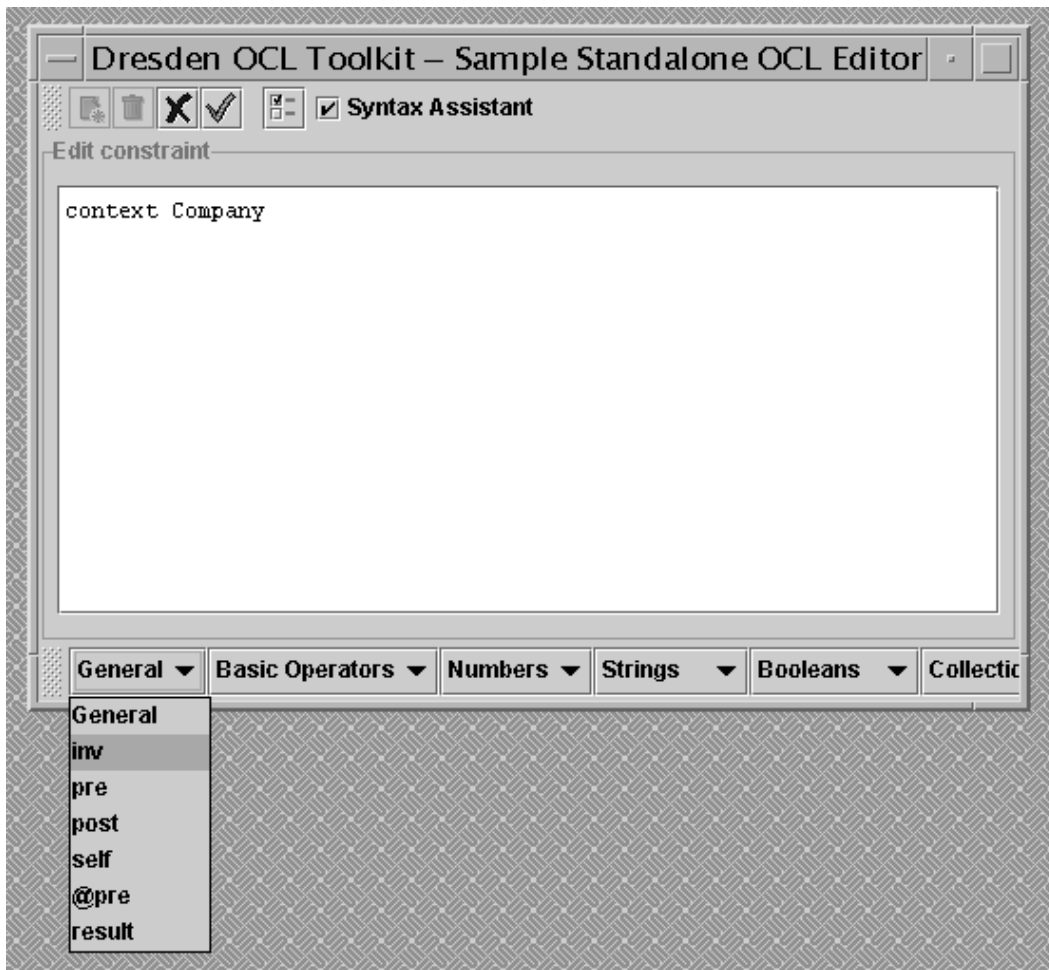 Dresden OCL Toolkit – Sample Standalone OCL Editor
Syntax Assistant
Edit constraint
context Company
General Basic Operators Numbers Strings Booleans Collectic
General
inv
pre
post
self
@pre
result